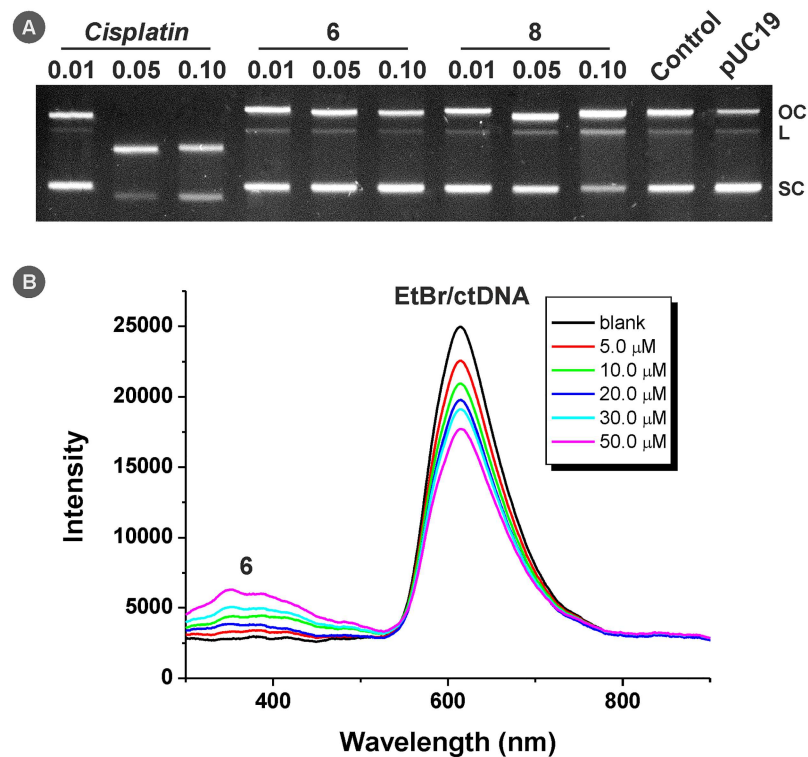 A
Cisplatin 6 8 Control pUC19
0.01 0.05 0.10 0.01 0.05 0.10 0.01 0.05 0.10
OC
L
SC
B
EtBr/ctDNA
blank
5.0 μM
10.0 μM
20.0 μM
30.0 μM
50.0 μM
25000
20000
15000
10000
5000
0
Intensity
6
400 600 800
Wavelength (nm)